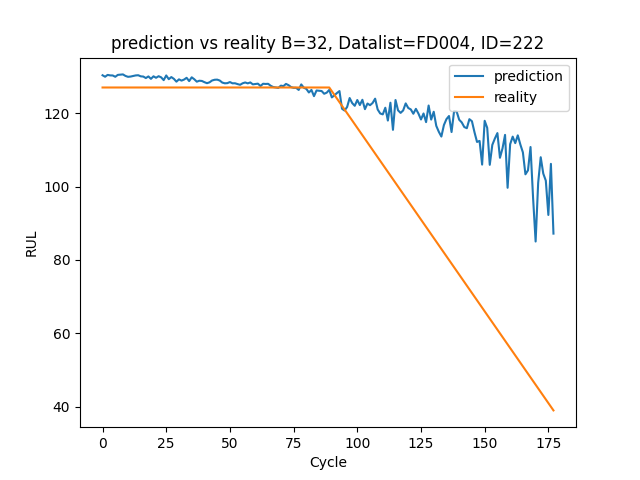 prediction vs reality B=32, Datalist=FD004, ID=222
prediction
reality
RUL
120
100
80
60
40
0 25 50 75 100 125 150 175
Cycle